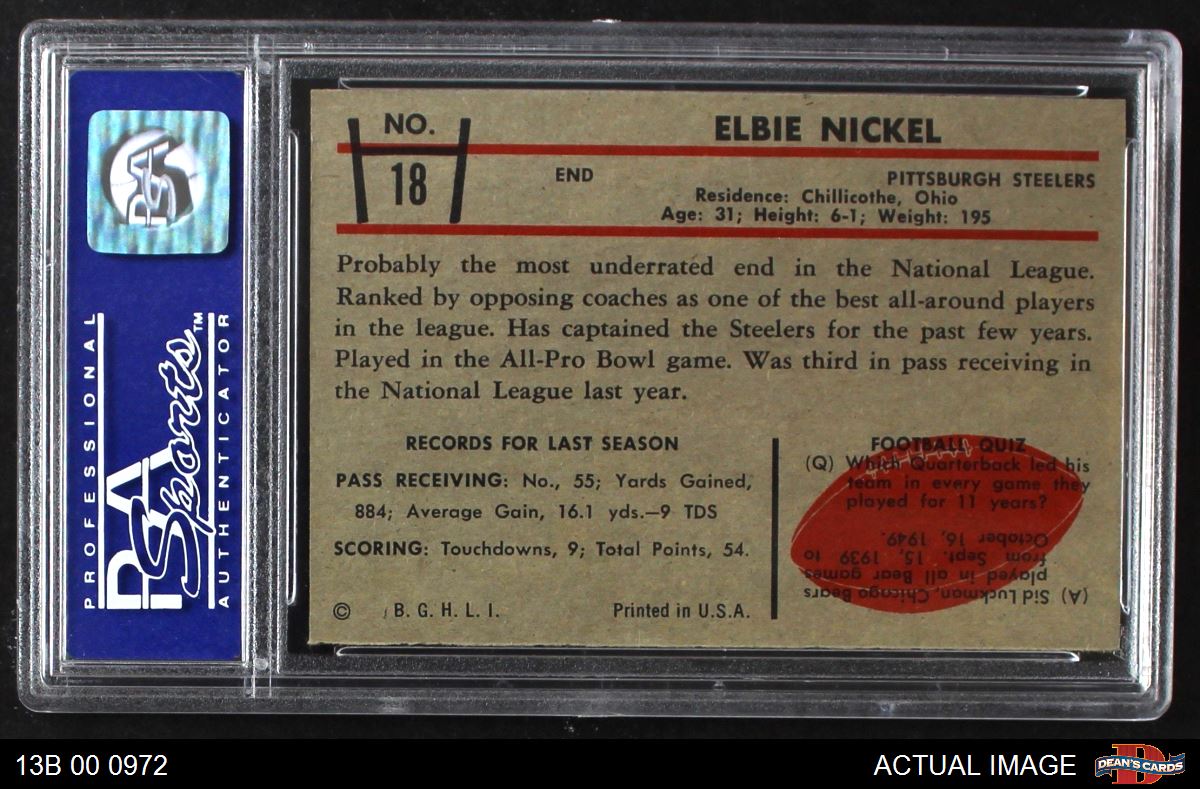 NO.
18
ELBIE NICKEL
END
PITTSBURGH STEELERS
Residence: Chillicothe, Ohio
Age: 31; Height: 6-1; Weight: 195
Probably the most underrated end in the National League.
Ranked by opposing coaches as one of the best all-around players
in the league. Has captained the Steelers for the past few years.
Played in the All-Pro Bowl game. Was third in pass receiving in
the National League last year.
RECORDS FOR LAST SEASON
PASS RECEIVING: No., 55; Yards Gained,
884; Average Gain, 16.1 yds.—9 TDS
SCORING: Touchdowns, 9; Total Points, 54.
© B. G. H. L. I.
Printed in U.S.A.
FOOTBALL QUIZ
(Q) Which Quarterback led his
team in every game they
played for 11 years?
(A) Sid Luckman, Chicago Bears
played in all Bear games
from Sept. 15, 1939 to
October 16, 1949.
PSA
PROFESSIONAL
PSA Sports™
AUTHENTICATOR
13B 00 0972
ACTUAL IMAGE
DEAN'S CARDS